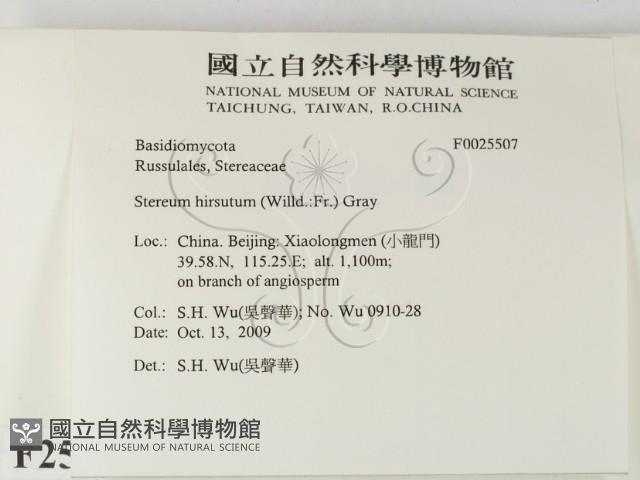 國立自然科學博物館
NATIONAL MUSEUM OF NATURAL SCIENCE
TAICHUNG, TAIWAN, R.O.CHINA
Basidiomycota F0025507
Russulales, Stereaceae
Stereum hirsutum (Willd.:Fr.) Gray
Loc.: China. Beijing: Xiaolongmen (小龍門)
39.58.N, 115.25.E; alt. 1,100m;
on branch of angiosperm
Col.: S.H. Wu(吳聲華); No. Wu 0910-28
Date: Oct. 13, 2009
Det.: S.H. Wu(吳聲華)
國立自然科學博物館
NATIONAL MUSEUM OF NATURAL SCIENCE
F25